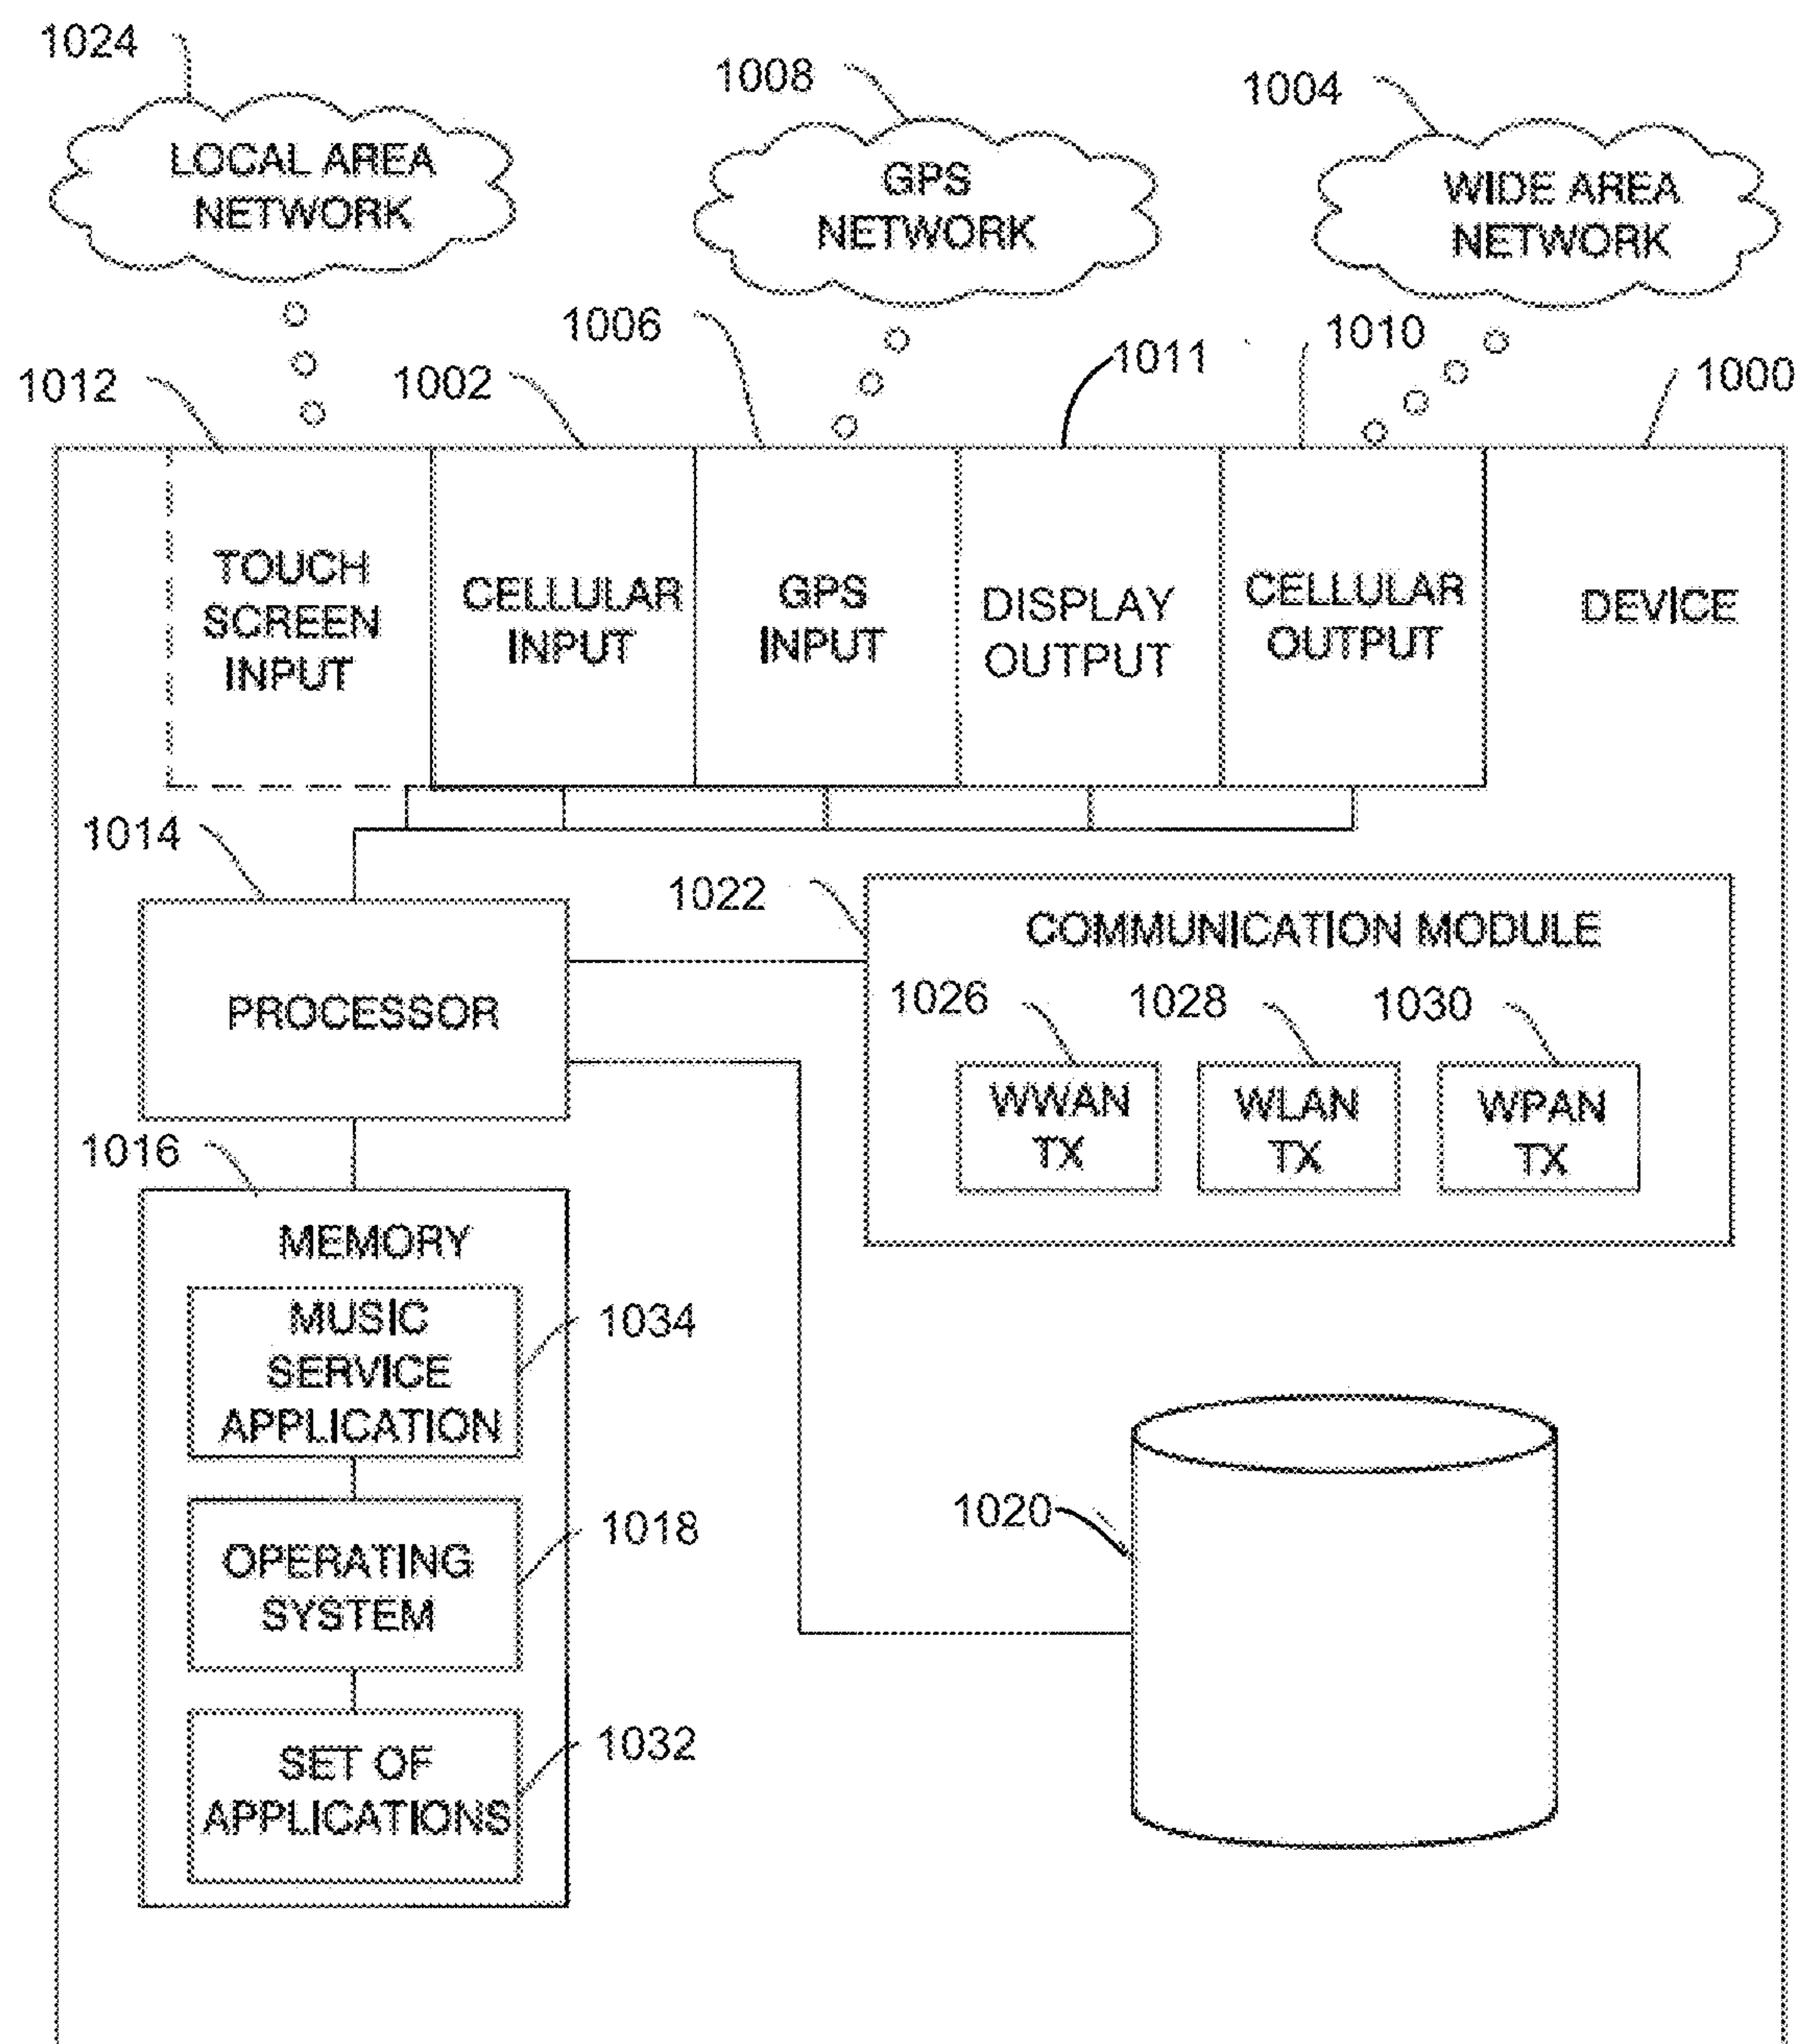 1024
1008
1004
LOCAL AREA
NETWORK
GPS
NETWORK
WIDE AREA
NETWORK
1012
1002
1006
1011
1010
1000
TOUCH
SCREEN
INPUT
CELLULAR
INPUT
GPS
INPUT
DISPLAY
OUTPUT
CELLULAR
OUTPUT
DEVICE
1014
PROCESSOR
1022
COMMUNICATION MODULE
1026
1028
1030
WWAN
TX
WLAN
TX
WPAN
TX
1016
MEMORY
MUSIC
SERVICE
APPLICATION
1034
OPERATING
SYSTEM
1018
SET OF
APPLICATIONS
1032
1020